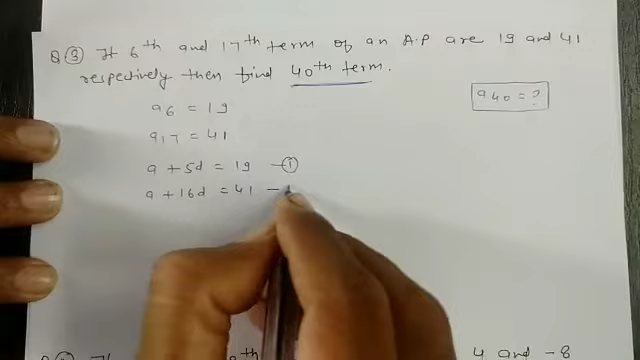 Q③ If 6th and 17th term of an A.P are 19 and 41
respectively then find 40th term.
a40 = ?
a6 = 19
a17 = 41
a + 5d = 19 —①
a + 16d = 41 —
4 and -8